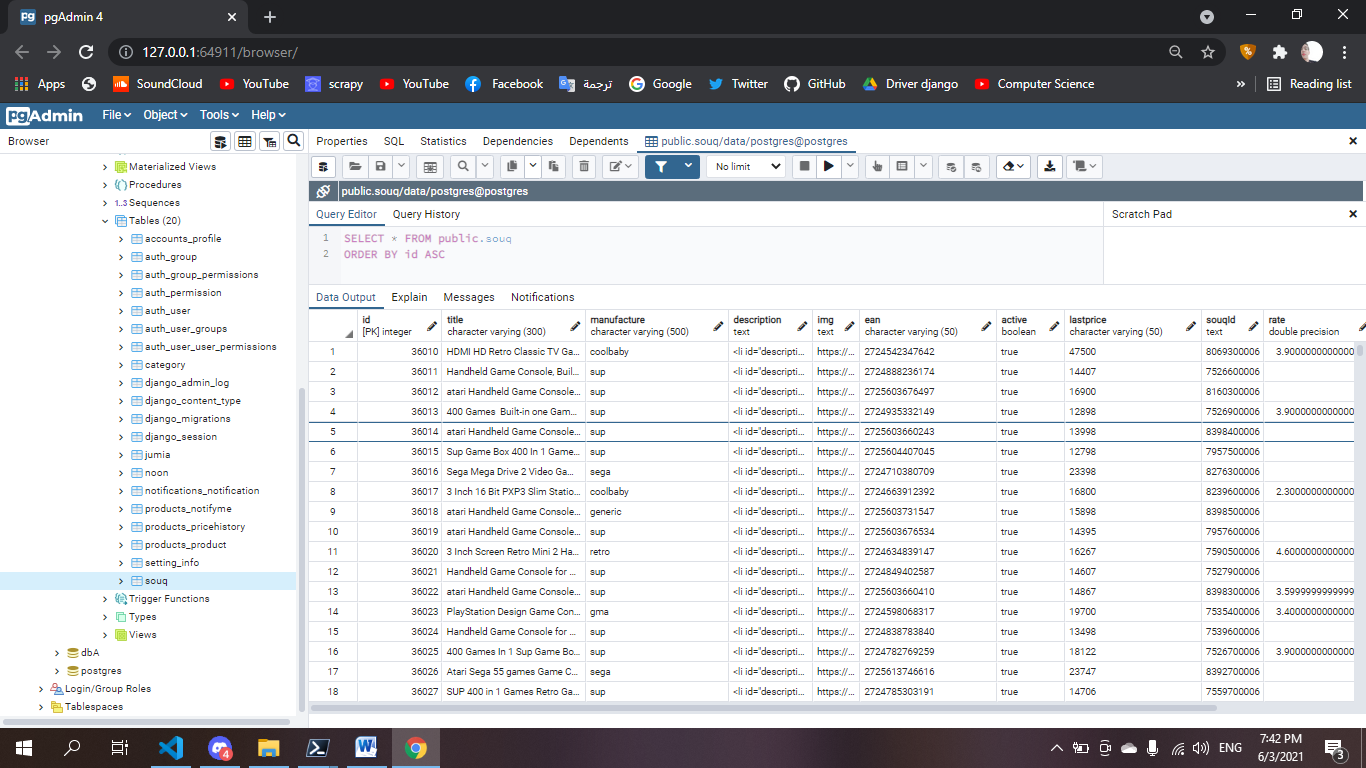 pgAdmin 4
127.0.0.1:64911/browser/
Apps SoundCloud YouTube scrapy YouTube Facebook ترجمة Google Twitter GitHub Driver django Computer Science » Reading list
pgAdmin File Object Tools Help
Browser
Properties SQL Statistics Dependencies Dependents public.souq/data/postgres@postgres
No limit
public.souq/data/postgres@postgres
Query Editor Query History Scratch Pad
1 SELECT * FROM public.souq
2 ORDER BY id ASC
Data Output Explain Messages Notifications
Materialized Views
Procedures
1..3 Sequences
Tables (20)
accounts_profile
auth_group
auth_group_permissions
auth_permission
auth_user
auth_user_groups
auth_user_user_permissions
category
django_admin_log
django_content_type
django_migrations
django_session
jumia
noon
notifications_notification
products_notifyme
products_pricehistory
products_product
setting_info
souq
Trigger Functions
Types
Views
dbA
postgres
Login/Group Roles
Tablespaces
id title manufacture description img ean active lastprice souqId rate
[PK] integer character varying (300) character varying (500) text text character varying (50) boolean character varying (50) text double precision
1 36010 HDMI HD Retro Classic TV Ga... coolbaby <li id="descripti... https://... 2724542347642 true 47500 8069300006 3.9000000000000
2 36011 Handheld Game Console, Buil... sup <li id="descripti... https://... 2724888236174 true 14407 7526600006
3 36012 atari Handheld Game Console... sup <li id="descripti... https://... 2725603676497 true 16900 8160300006
4 36013 400 Games Built-in one Gam... sup <li id="descripti... https://... 2724935332149 true 12898 7526900006 3.9000000000000
5 36014 atari Handheld Game Console... sup <li id="descripti... https://... 2725603660243 true 13998 8398400006
6 36015 Sup Game Box 400 In 1 Game... sup <li id="descripti... https://... 2725604407045 true 12798 7957500006
7 36016 Sega Mega Drive 2 Video Ga... sega <li id="descripti... https://... 2724710380709 true 23398 8276300006
8 36017 3 Inch 16 Bit PXP3 Slim Statio... coolbaby <li id="descripti... https://... 2724663912392 true 16800 8239600006 2.3000000000000
9 36018 atari Handheld Game Console... generic <li id="descripti... https://... 2725603731547 true 15898 8398500006
10 36019 atari Handheld Game Console... sup <li id="descripti... https://... 2725603676534 true 14395 7957600006
11 36020 3 Inch Screen Retro Mini 2 Ha... retro <li id="descripti... https://... 2724634839147 true 16267 7590500006 4.6000000000000
12 36021 Handheld Game Console for ... sup <li id="descripti... https://... 2724849402587 true 14607 7527900006
13 36022 atari Handheld Game Console... sup <li id="descripti... https://... 2725603660410 true 14867 8398300006 3.5999999999999
14 36023 PlayStation Design Game Con... gma <li id="descripti... https://... 2724598068317 true 19700 7535400006 3.4000000000000
15 36024 Handheld Game Console for ... sup <li id="descripti... https://... 2724838783840 true 13498 7539600006
16 36025 400 Games In 1 Sup Game Bo... sup <li id="descripti... https://... 2724782769259 true 18122 7526700006 3.9000000000000
17 36026 Atari Sega 55 games Game C... sega <li id="descripti... https://... 2725613746616 true 23747 8392700006
18 36027 SUP 400 in 1 Games Retro Ga... sup <li id="descripti... https://... 2724785303191 true 14706 7559700006
4 ENG 7:42 PM
6/3/2021 3